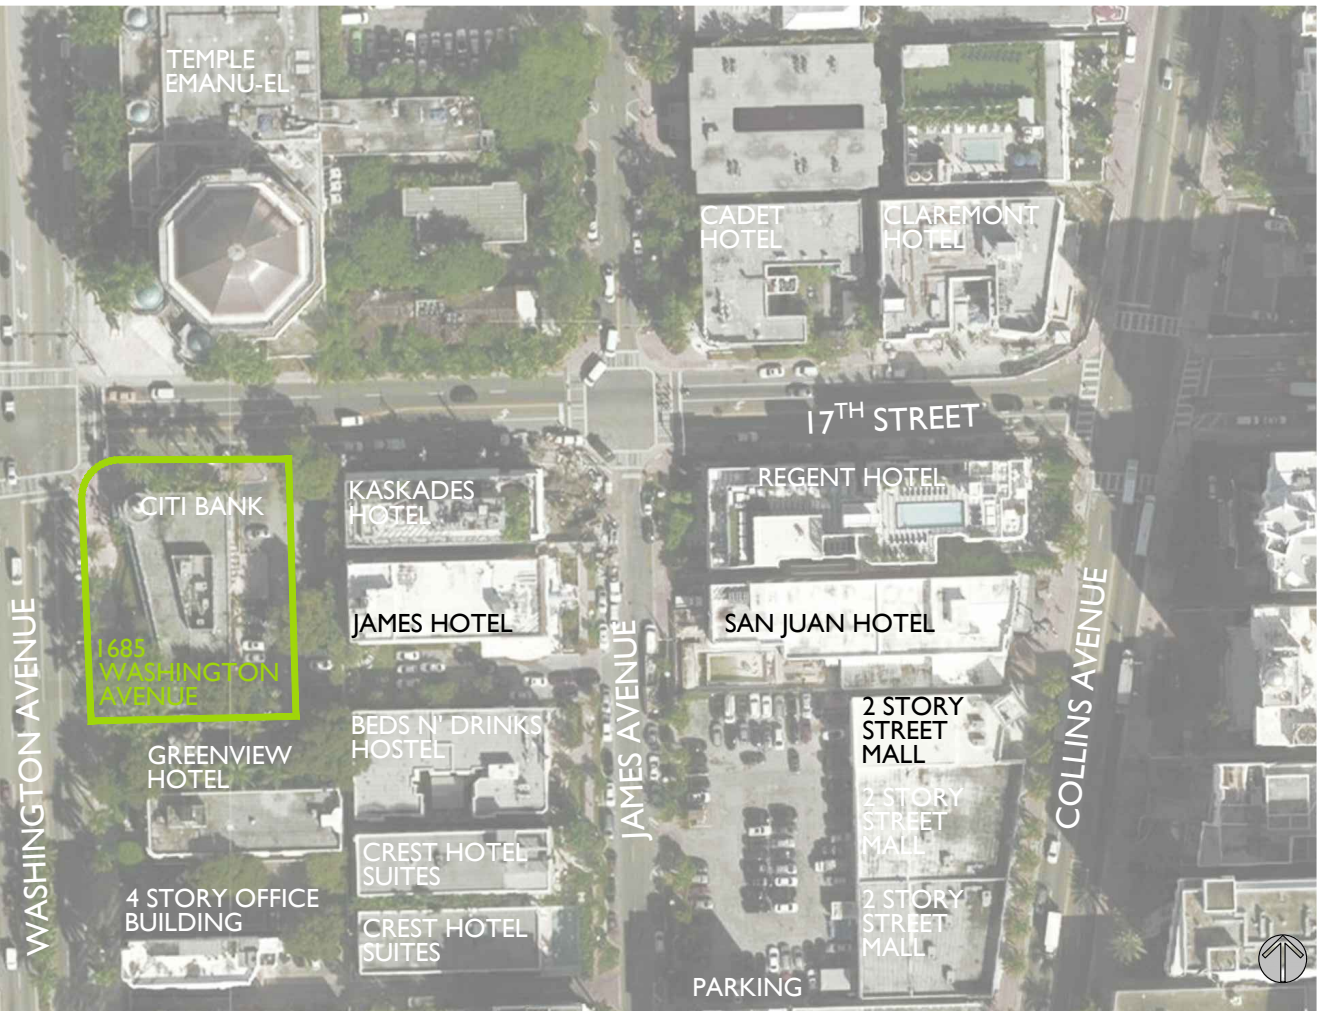 TEMPLE
EMANU-EL
CADET
HOTEL
CLAREMONT
HOTEL
17TH STREET
CITI BANK
KASKADES
HOTEL
REGENT HOTEL
JAMES HOTEL
SAN JUAN HOTEL
1685
WASHINGTON
AVENUE
WASHINGTON AVENUE
JAMES AVENUE
COLLINS AVENUE
GREENVIEW
HOTEL
BEDS N' DRINKS
HOSTEL
2 STORY
STREET
MALL
2 STORY
STREET
MALL
CREST HOTEL
SUITES
4 STORY OFFICE
BUILDING
CREST HOTEL
SUITES
2 STORY
STREET
MALL
PARKING